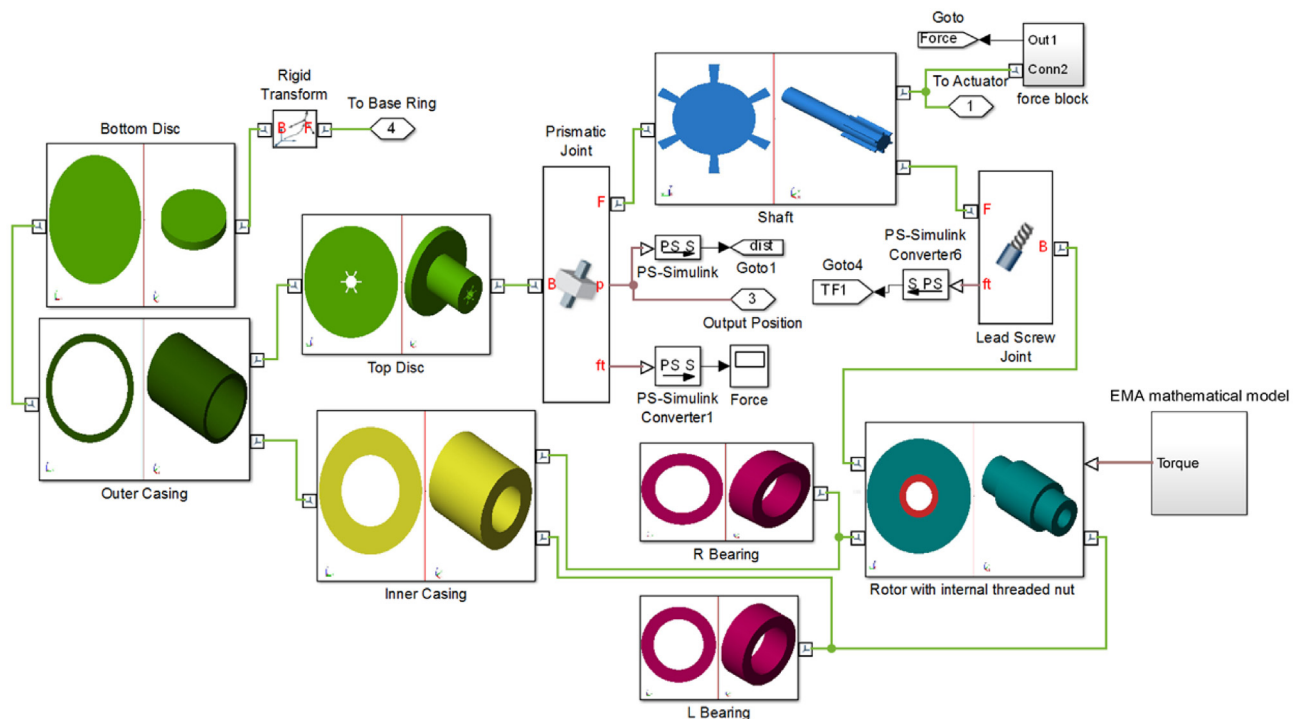 Goto
Force
Out1
Conn2
force block
To Actuator
1
Rigid
Transform
B F
To Base Ring
4
Bottom Disc
Prismatic
Joint
F
B
p
ft
Shaft
PS S
PS-Simulink
dist
Goto1
3
Output Position
PS S
PS-Simulink
Converter1
Force
PS-Simulink
Converter6
Goto4
TF1
S PS
F
B
ft
Lead Screw
Joint
Top Disc
Outer Casing
Inner Casing
R Bearing
L Bearing
Rotor with internal threaded nut
EMA mathematical model
Torque